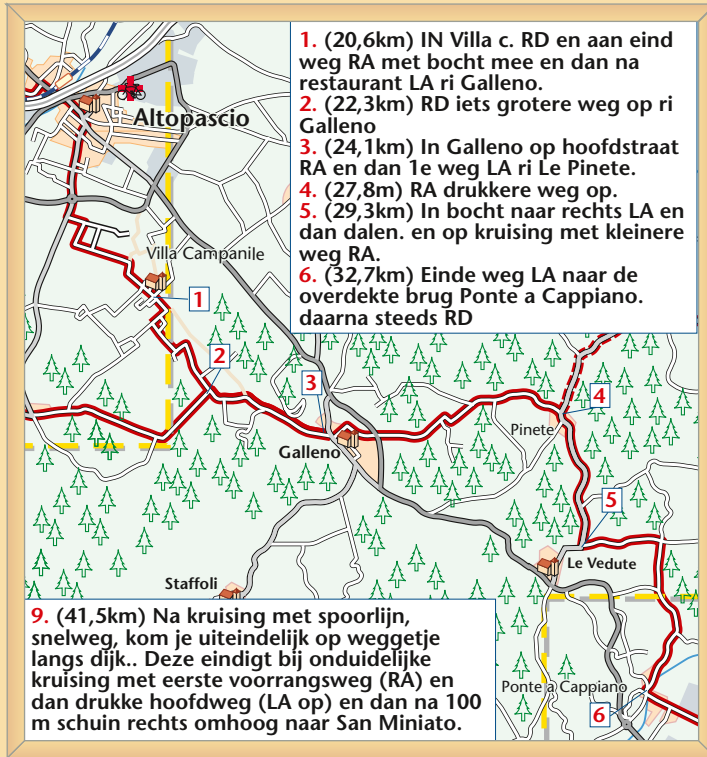 1. (20,6km) IN Villa c. RD en aan eind
weg RA met bocht mee en dan na
restaurant LA ri Galleno.
2. (22,3km) RD iets grotere weg op ri
Galleno
3. (24,1km) In Galleno op hoofdstraat
RA en dan 1e weg LA ri Le Pinete.
4. (27,8m) RA drukkere weg op.
5. (29,3km) In bocht naar rechts LA en
dan dalen. en op kruising met kleinere
weg RA.
6. (32,7km) Einde weg LA naar de
overdekte brug Ponte a Cappiano.
daarna steeds RD
Altopascio
Villa Campanile
1
2
3
4
Pinete
Galleno
5
Le Vedute
Staffoli
9. (41,5km) Na kruising met spoorlijn,
snelweg, kom je uiteindelijk op weggetje
langs dijk.. Deze eindigt bij onduidelijke
kruising met eerste voorrangsweg (RA) en
dan drukke hoofdweg (LA op) en dan na 100
m schuin rechts omhoog naar San Miniato.
Ponte a Cappiano
6